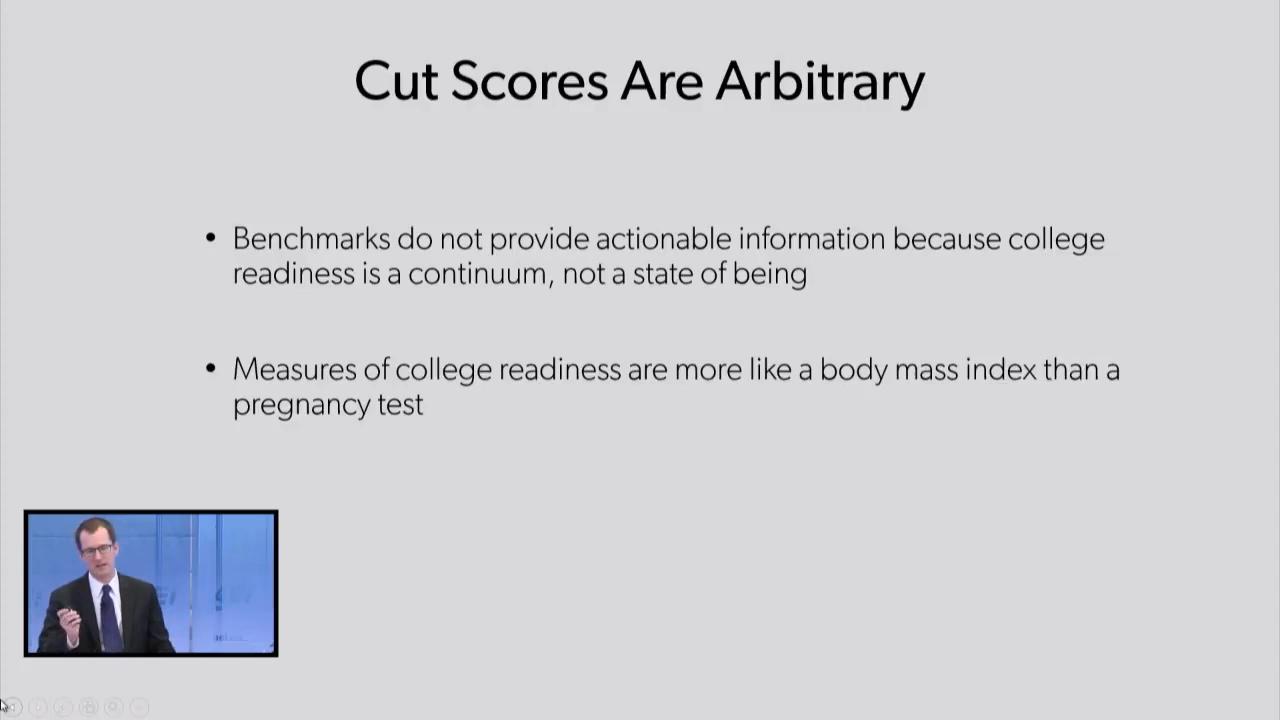 Cut Scores Are Arbitrary
• Benchmarks do not provide actionable information because college
readiness is a continuum, not a state of being
• Measures of college readiness are more like a body mass index than a
pregnancy test